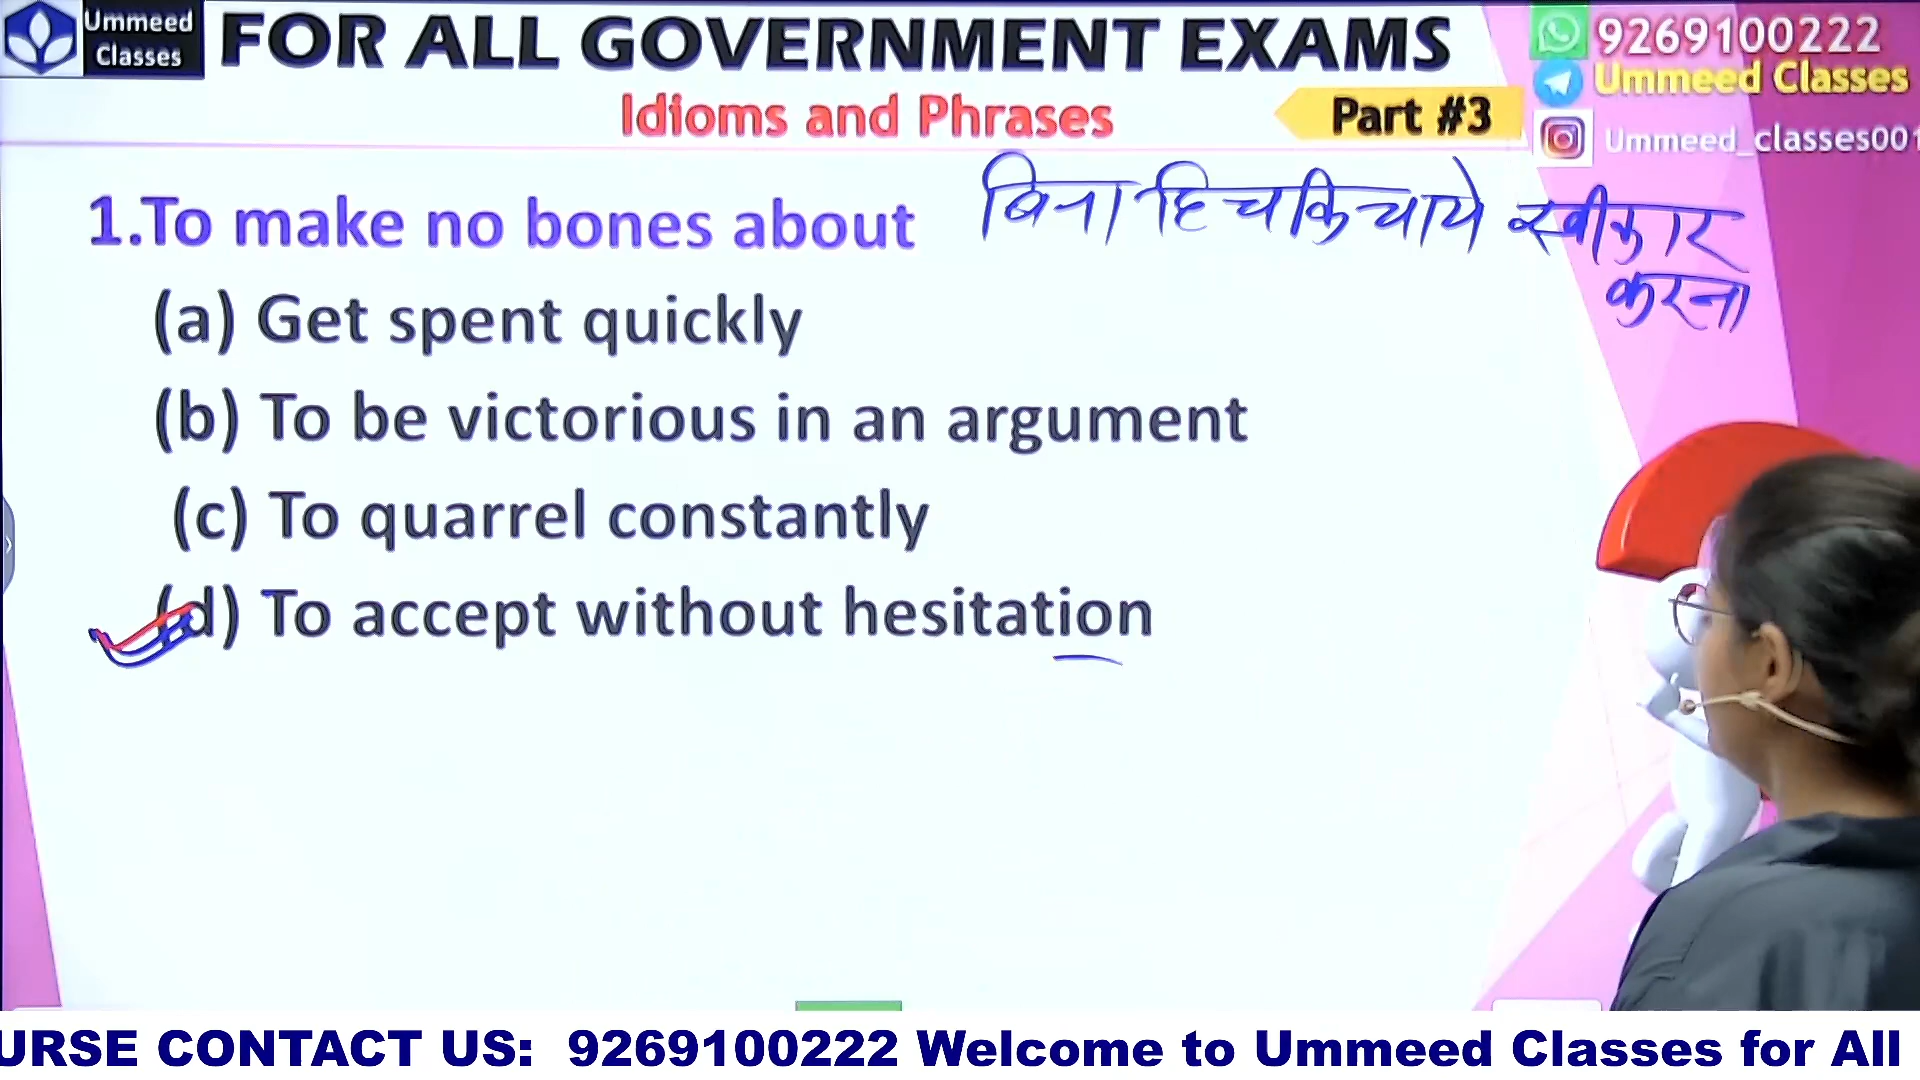 Ummeed
Classes
FOR ALL GOVERNMENT EXAMS
9269100222
Ummeed Classes
Idioms and Phrases
Part #3
Ummeed_classes001
1.To make no bones about
बिना हिचकिचाये स्वीकार
करना
(a) Get spent quickly
(b) To be victorious in an argument
(c) To quarrel constantly
(d) To accept without hesitation
URSE CONTACT US: 9269100222 Welcome to Ummeed Classes for All